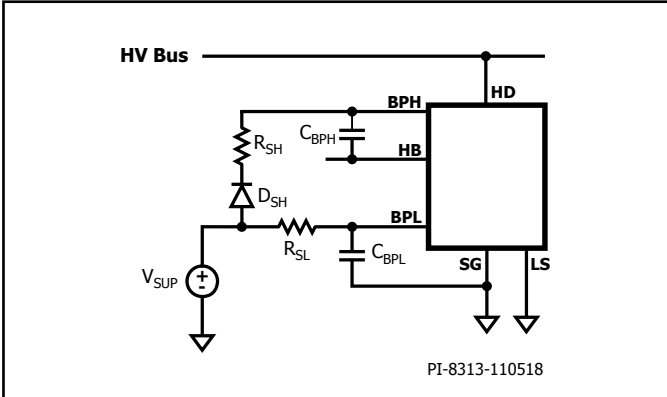 HV Bus
HD
BPH
C_BPH
R_SH
HB
D_SH
BPL
R_SL
C_BPL
V_SUP
+
-
SG
LS
PI-8313-110518